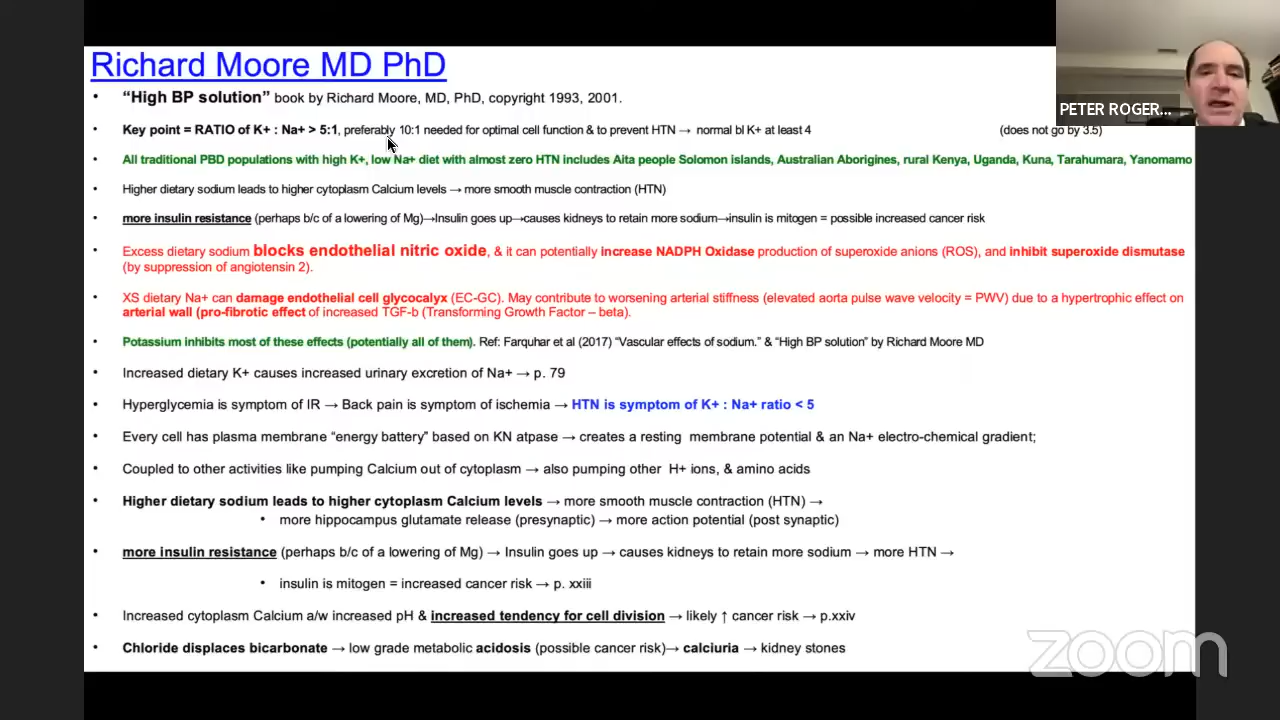 Richard Moore MD PhD
• “High BP solution” book by Richard Moore, MD, PhD, copyright 1993, 2001.
• Key point = RATIO of K+ : Na+ > 5:1, preferably 10:1 needed for optimal cell function & to prevent HTN → normal bl K+ at least 4 (does not go by 3.5)
• All traditional PBD populations with high K+, low Na+ diet with almost zero HTN includes Aita people Solomon islands, Australian Aborigines, rural Kenya, Uganda, Kuna, Tarahumara, Yanomamo
• Higher dietary sodium leads to higher cytoplasm Calcium levels → more smooth muscle contraction (HTN)
• more insulin resistance (perhaps b/c of a lowering of Mg)→Insulin goes up→causes kidneys to retain more sodium→insulin is mitogen = possible increased cancer risk
• Excess dietary sodium blocks endothelial nitric oxide, & it can potentially increase NADPH Oxidase production of superoxide anions (ROS), and inhibit superoxide dismutase
(by suppression of angiotensin 2).
• XS dietary Na+ can damage endothelial cell glycocalyx (EC-GC). May contribute to worsening arterial stiffness (elevated aorta pulse wave velocity = PWV) due to a hypertrophic effect on
arterial wall (pro-fibrotic effect of increased TGF-b (Transforming Growth Factor – beta).
• Potassium inhibits most of these effects (potentially all of them). Ref: Farquhar et al (2017) “Vascular effects of sodium.” & “High BP solution” by Richard Moore MD
• Increased dietary K+ causes increased urinary excretion of Na+ → p. 79
• Hyperglycemia is symptom of IR → Back pain is symptom of ischemia → HTN is symptom of K+ : Na+ ratio < 5
• Every cell has plasma membrane “energy battery” based on KN atpase → creates a resting membrane potential & an Na+ electro-chemical gradient;
• Coupled to other activities like pumping Calcium out of cytoplasm → also pumping other H+ ions, & amino acids
• Higher dietary sodium leads to higher cytoplasm Calcium levels → more smooth muscle contraction (HTN) →
• more hippocampus glutamate release (presynaptic) → more action potential (post synaptic)
• more insulin resistance (perhaps b/c of a lowering of Mg) → Insulin goes up → causes kidneys to retain more sodium → more HTN →
• insulin is mitogen = increased cancer risk → p. xxiii
• Increased cytoplasm Calcium a/w increased pH & increased tendency for cell division → likely ↑ cancer risk → p.xxiv
• Chloride displaces bicarbonate → low grade metabolic acidosis (possible cancer risk)→ calciuria → kidney stones
PETER ROGER...
zoom